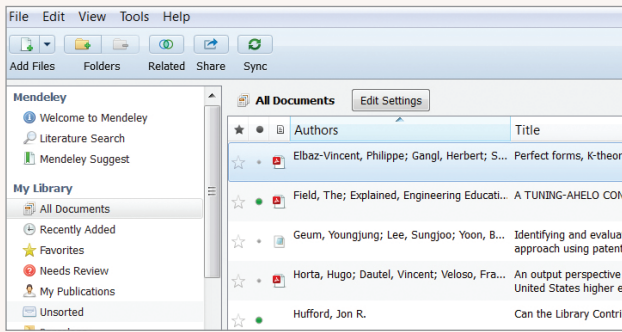 File Edit View Tools Help
Add Files Folders Related Share Sync
Mendeley
Welcome to Mendeley
Literature Search
Mendeley Suggest
My Library
All Documents
Recently Added
Favorites
Needs Review
My Publications
Unsorted
All Documents Edit Settings
Authors Title
Elbaz-Vincent, Philippe; Gangl, Herbert; S... Perfect forms, K-theor
Field, The; Explained, Engineering Educati... A TUNING-AHELO CON
Geum, Youngjung; Lee, Sungjoo; Yoon, B... Identifying and evalua
approach using patent
Horta, Hugo; Dautel, Vincent; Veloso, Fra... An output perspective
United States higher e
Hufford, Jon R. Can the Library Contri